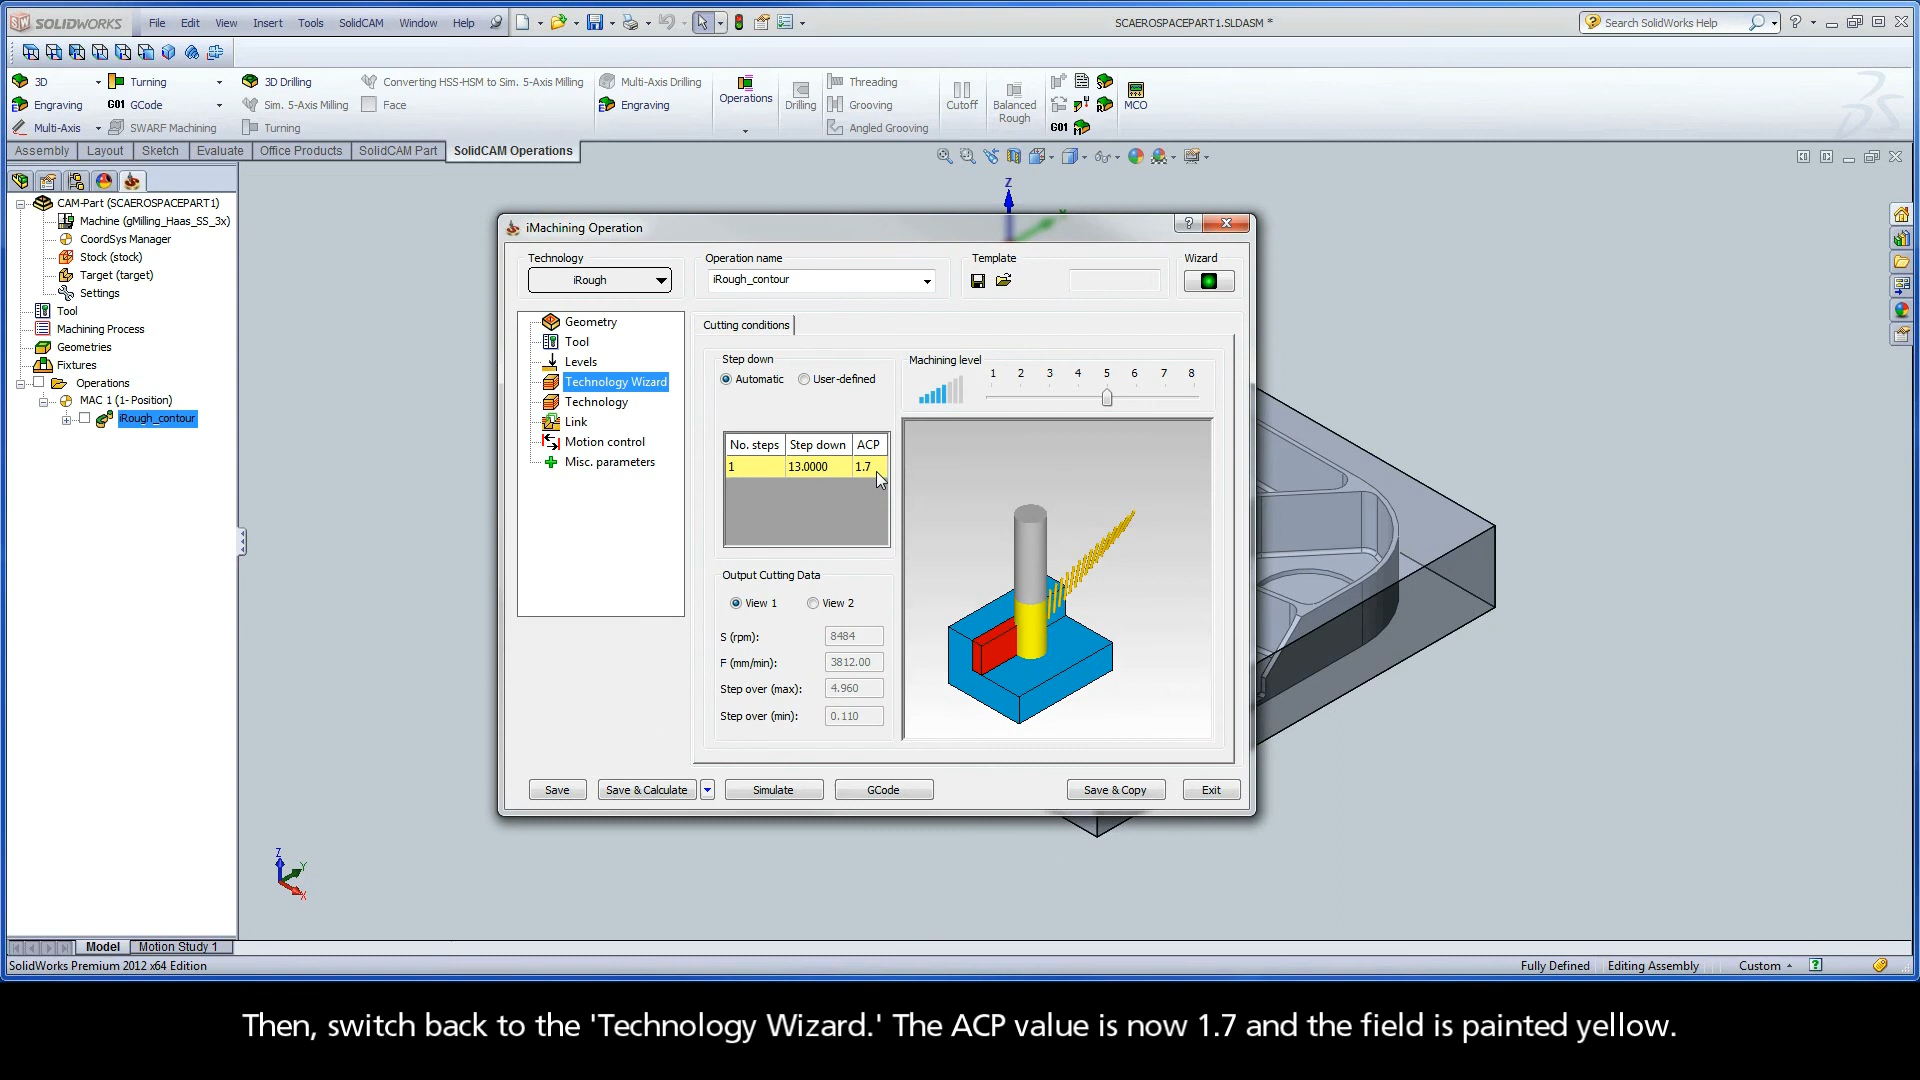 SOLIDWORKS File Edit View Insert Tools SolidCAM Window Help SCAEROSPACEPART1.SLDASM * Search SolidWorks Help
3D Turning 3D Drilling Converting HSS-HSM to Sim. 5-Axis Milling Multi-Axis Drilling Threading
Engraving G01 GCode Sim. 5-Axis Milling Face Engraving Operations Drilling Grooving Cutoff Balanced Rough MCO
Multi-Axis SWARF Machining Turning Angled Grooving G01
Assembly Layout Sketch Evaluate Office Products SolidCAM Part SolidCAM Operations
CAM-Part (SCAEROSPACEPART1)
Machine (gMilling_Haas_SS_3x)
CoordSys Manager
Stock (stock)
Target (target)
Settings
Tool
Machining Process
Geometries
Fixtures
Operations
MAC 1 (1- Position)
iRough_contour
Z
iMachining Operation
Technology Operation name Template Wizard
iRough iRough_contour
Geometry
Tool
Levels
Technology Wizard
Technology
Link
Motion control
Misc. parameters
Cutting conditions
Step down Machining level
Automatic User-defined 1 2 3 4 5 6 7 8
No. steps Step down ACP
1 13.0000 1.7
Output Cutting Data
View 1 View 2
S (rpm): 8484
F (mm/min): 3812.00
Step over (max): 4.960
Step over (min): 0.110
Save Save & Calculate Simulate GCode Save & Copy Exit
Z Y X
Model Motion Study 1
SolidWorks Premium 2012 x64 Edition Fully Defined Editing Assembly Custom
Then, switch back to the 'Technology Wizard.' The ACP value is now 1.7 and the field is painted yellow.